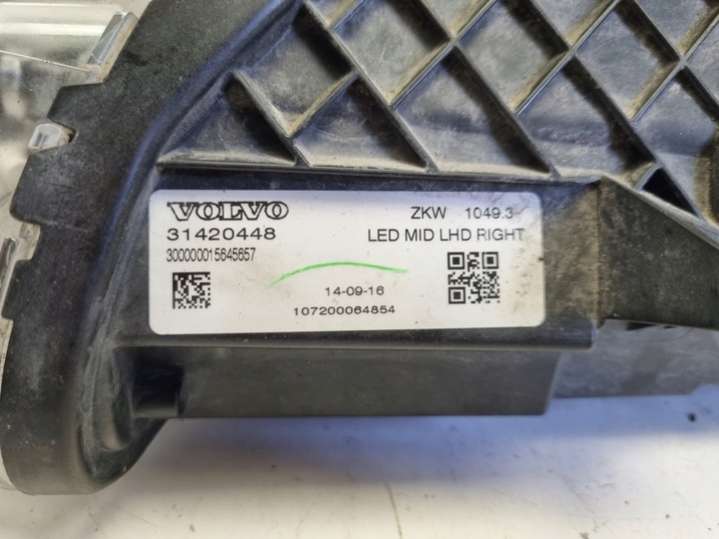 VOLVO
31420448
300000015645657
ZKW 1049.3
LED MID LHD RIGHT
14-09-16
107200064854